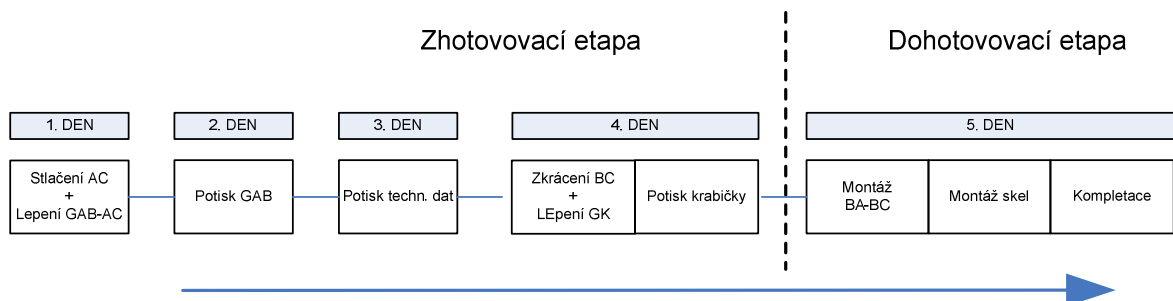 Zhotovovací etapa
Dohotovovací etapa
1. DEN
2. DEN
3. DEN
4. DEN
5. DEN
Stlačení AC
+
Lepení GAB-AC
Potisk GAB
Potisk techn. dat
Zkrácení BC
+
LEpení GK
Potisk krabičky
Montáž
BA-BC
Montáž skel
Kompletace